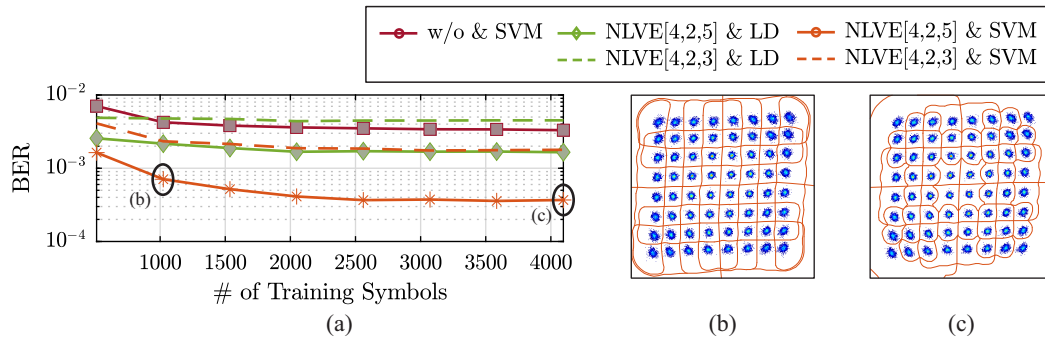 w/o & SVM NLVE[4,2,5] & LD NLVE[4,2,5] & SVM
NLVE[4,2,3] & LD NLVE[4,2,3] & SVM
10⁻²
10⁻³
10⁻⁴
BER
(b)
(c)
1000 1500 2000 2500 3000 3500 4000
# of Training Symbols
(a) (b) (c)